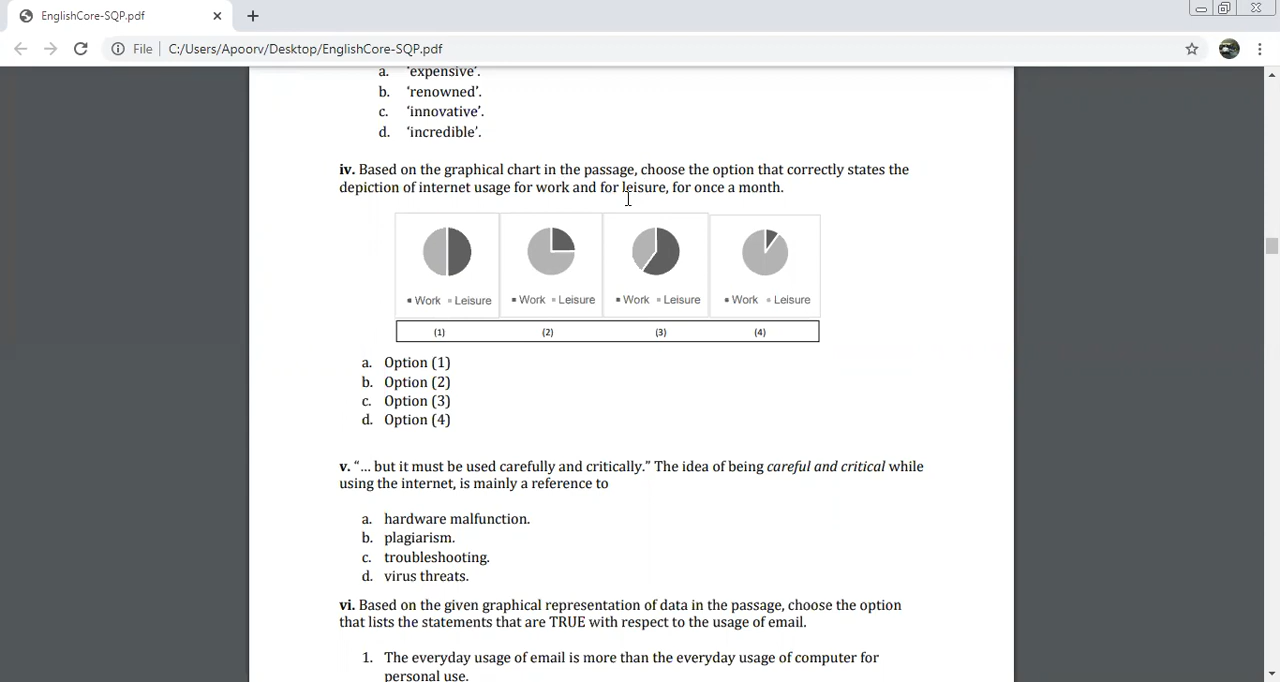 EnglishCore-SQP.pdf
File | C:/Users/Apoorv/Desktop/EnglishCore-SQP.pdf
a. ‘expensive’.
b. ‘renowned’.
c. ‘innovative’.
d. ‘incredible’.
iv. Based on the graphical chart in the passage, choose the option that correctly states the
depiction of internet usage for work and for leisure, for once a month.
Work Leisure Work Leisure Work Leisure Work Leisure
(1) (2) (3) (4)
a. Option (1)
b. Option (2)
c. Option (3)
d. Option (4)
v. “... but it must be used carefully and critically.” The idea of being careful and critical while
using the internet, is mainly a reference to
a. hardware malfunction.
b. plagiarism.
c. troubleshooting.
d. virus threats.
vi. Based on the given graphical representation of data in the passage, choose the option
that lists the statements that are TRUE with respect to the usage of email.
1. The everyday usage of email is more than the everyday usage of computer for
personal use.